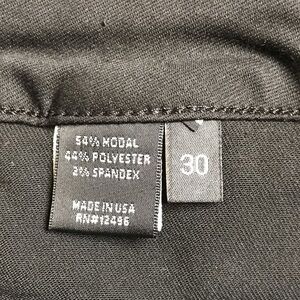 54% MODAL
44% POLYESTER
2% SPANDEX
MADE IN USA
RN#12496
30